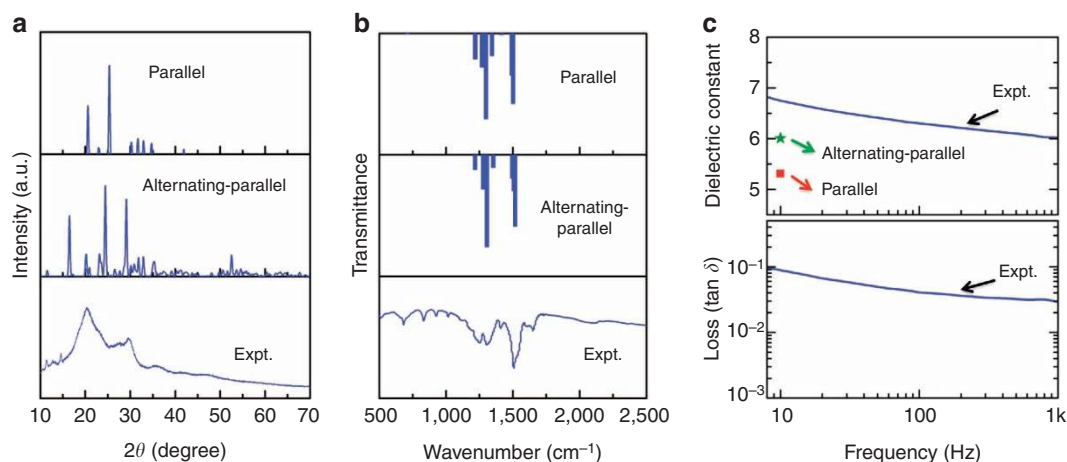 a
Intensity (a.u.)
Parallel
Alternating-parallel
Expt.
10 20 30 40 50 60 70
2θ (degree)
b
Transmittance
Parallel
Alternating-
parallel
Expt.
500 1,000 1,500 2,000 2,500
Wavenumber (cm⁻¹)
c
Dielectric constant
8
7
6
5
Expt.
Alternating-parallel
Parallel
Loss (tan δ)
10⁻¹
10⁻²
10⁻³
Expt.
10 100 1k
Frequency (Hz)